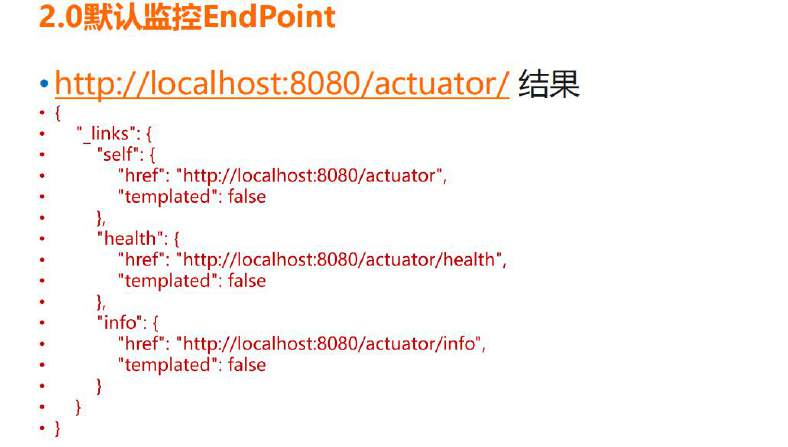 2.0默认监控EndPoint
• http://localhost:8080/actuator/ 结果
• {
• "_links": {
• "self": {
• "href": "http://localhost:8080/actuator",
• "templated": false
• },
• "health": {
• "href": "http://localhost:8080/actuator/health",
• "templated": false
• },
• "info": {
• "href": "http://localhost:8080/actuator/info",
• "templated": false
• }
• }
• }